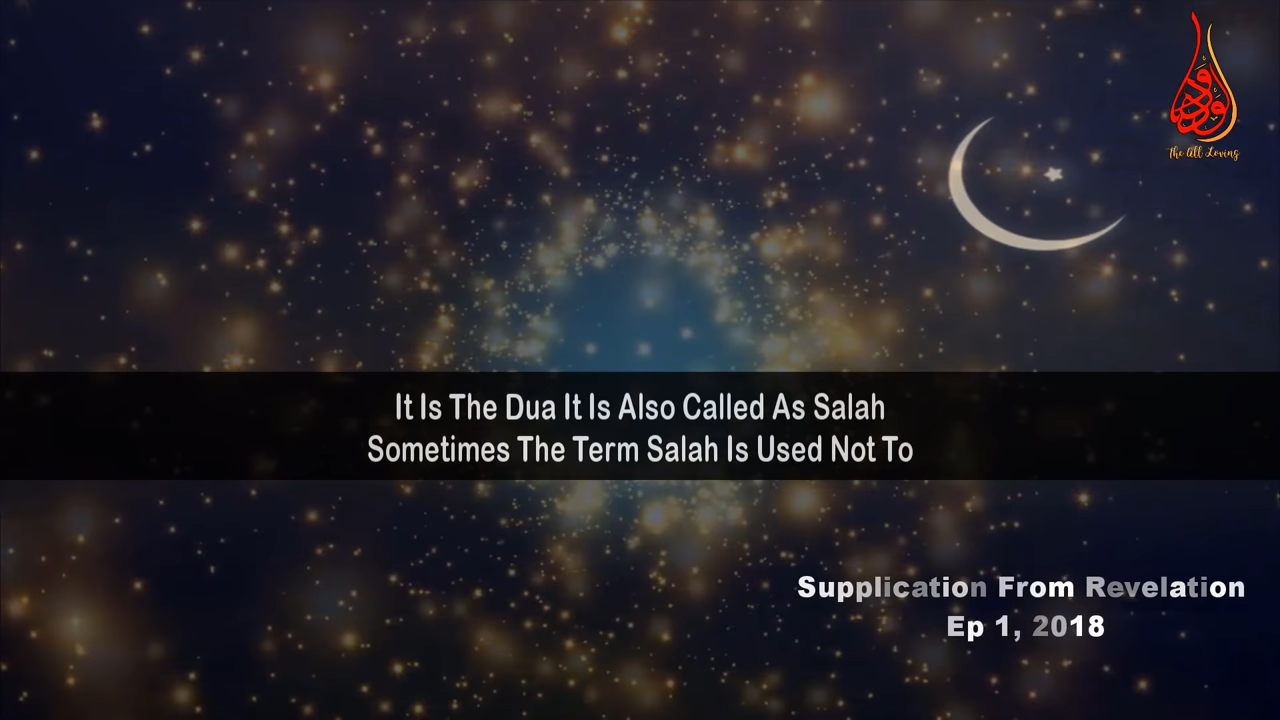 الودود
The All Loving
It Is The Dua It Is Also Called As Salah
Sometimes The Term Salah Is Used Not To
Supplication From Revelation
Ep 1, 2018